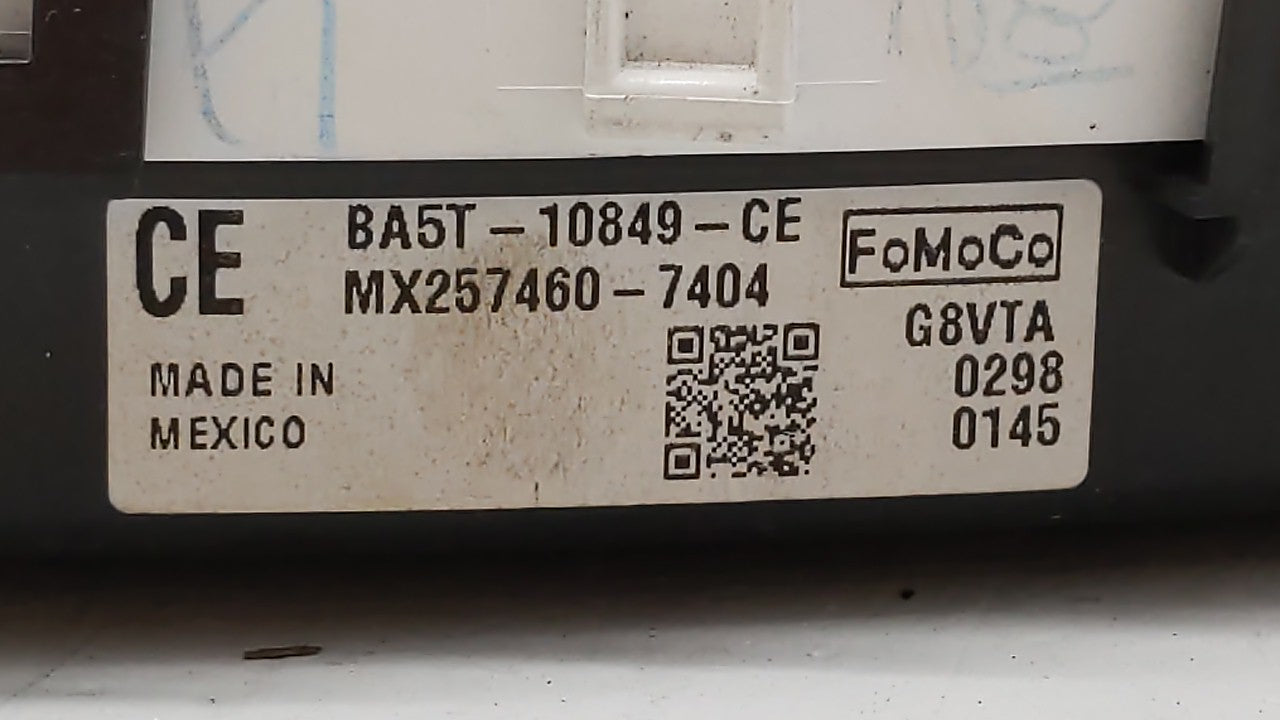 CE
BA5T-10849-CE
MX257460-7404
FoMoCo
G8VTA
0298
0145
MADE IN
MEXICO